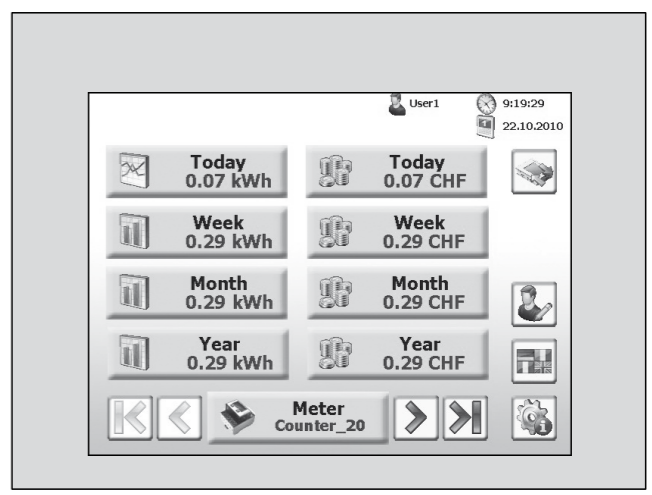 User1
9:19:29
22.10.2010
Today
0.07 kWh
Today
0.07 CHF
Week
0.29 kWh
Week
0.29 CHF
Month
0.29 kWh
Month
0.29 CHF
Year
0.29 kWh
Year
0.29 CHF
Meter
Counter_20